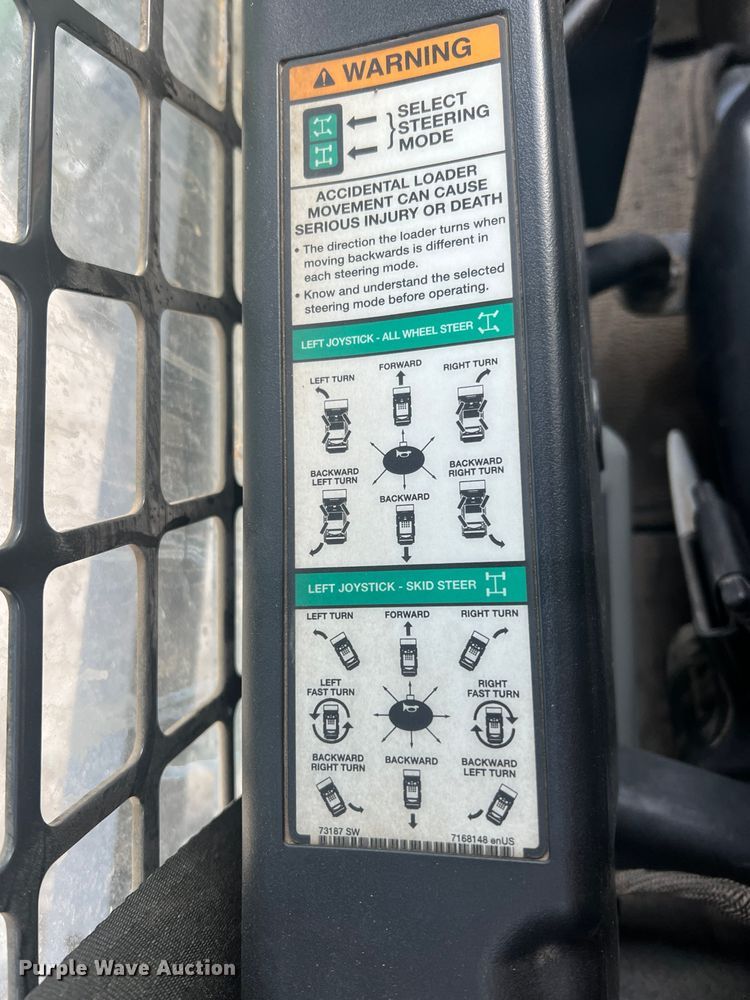 WARNING
SELECT
STEERING
MODE
ACCIDENTAL LOADER
MOVEMENT CAN CAUSE
SERIOUS INJURY OR DEATH
• The direction the loader turns when
moving backwards is different in
each steering mode.
• Know and understand the selected
steering mode before operating.
LEFT JOYSTICK - ALL WHEEL STEER
LEFT TURN FORWARD RIGHT TURN
BACKWARD
LEFT TURN
BACKWARD
BACKWARD
RIGHT TURN
LEFT JOYSTICK - SKID STEER
LEFT TURN FORWARD RIGHT TURN
LEFT
FAST TURN
RIGHT
FAST TURN
BACKWARD
RIGHT TURN
BACKWARD
BACKWARD
LEFT TURN
73187 SW 7168148 enUS
Purple Wave Auction